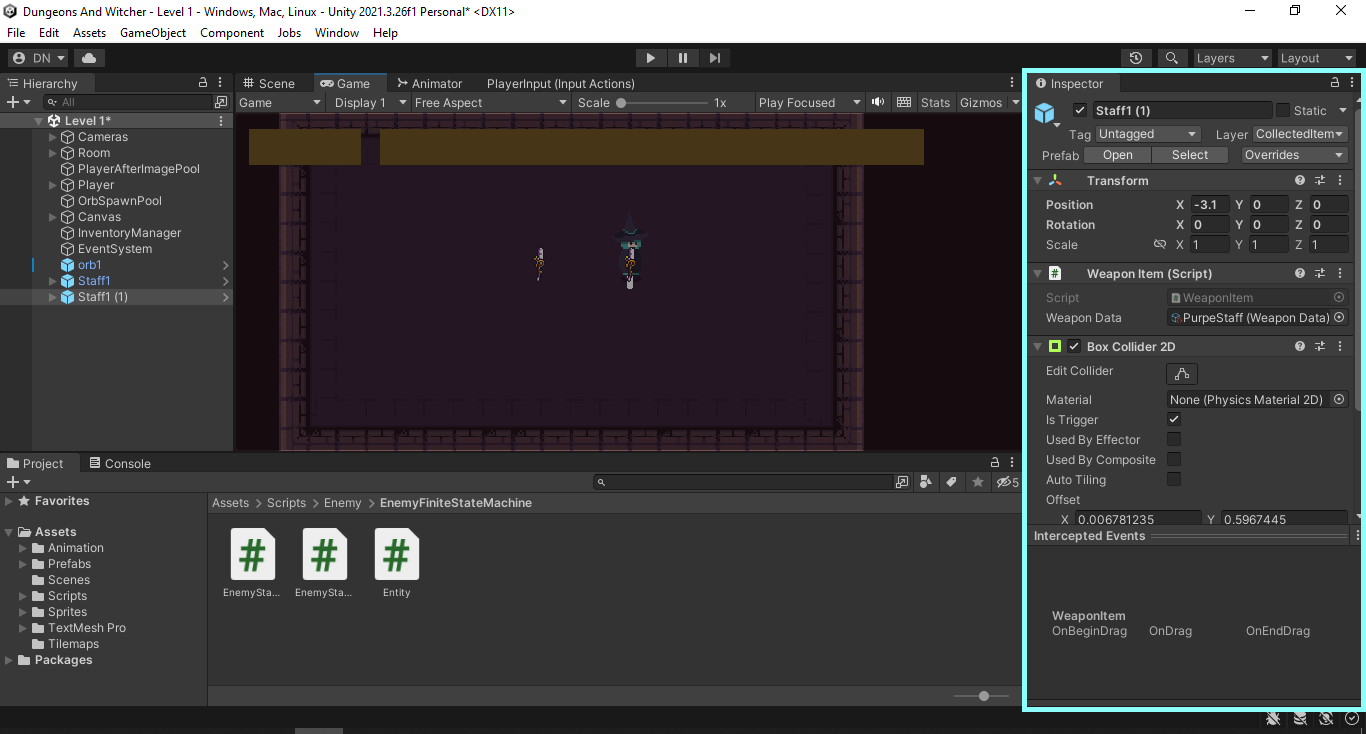 Dungeons And Witcher - Level 1 - Windows, Mac, Linux - Unity 2021.3.26f1 Personal* <DX11>
File Edit Assets GameObject Component Jobs Window Help
DN
Layers Layout
Hierarchy
All
Level 1*
Cameras
Room
PlayerAfterImagePool
Player
OrbSpawnPool
Canvas
InventoryManager
EventSystem
orb1
Staff1
Staff1 (1)
Scene Game Animator PlayerInput (Input Actions)
Game Display 1 Free Aspect Scale 1x Play Focused Stats Gizmos
Inspector
Staff1 (1) Static
Tag Untagged Layer CollectedItem
Prefab Open Select Overrides
Transform
Position X -3.1 Y 0 Z 0
Rotation X 0 Y 0 Z 0
Scale X 1 Y 1 Z 1
# Weapon Item (Script)
Script # WeaponItem
Weapon Data PurpeStaff (Weapon Data)
Box Collider 2D
Edit Collider
Material None (Physics Material 2D)
Is Trigger
Used By Effector
Used By Composite
Auto Tiling
Offset
X 0.006781235 Y 0.5967445
Intercepted Events
WeaponItem
OnBeginDrag OnDrag OnEndDrag
Project Console
5
Favorites
Assets
Animation
Prefabs
Scenes
Scripts
Sprites
TextMesh Pro
Tilemaps
Packages
Assets > Scripts > Enemy > EnemyFiniteStateMachine
# # #
EnemySta... EnemySta... Entity